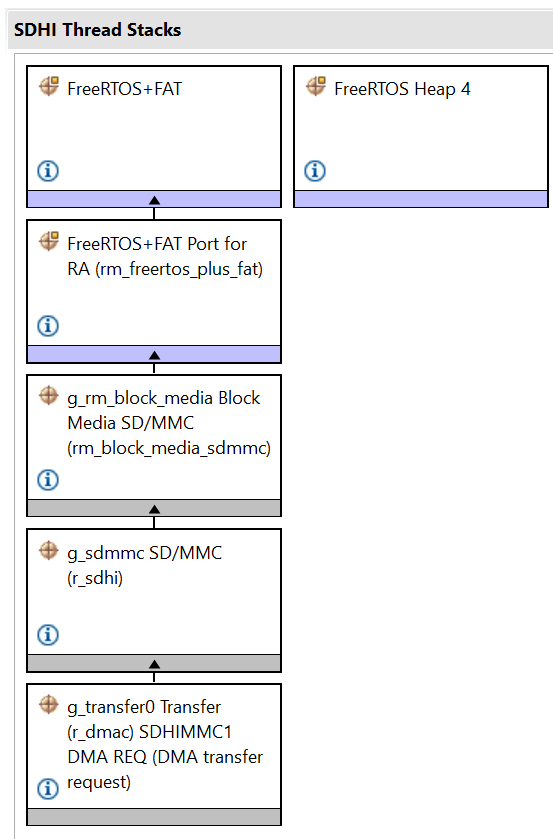 SDHI Thread Stacks
FreeRTOS+FAT
FreeRTOS Heap 4
FreeRTOS+FAT Port for
RA (rm_freertos_plus_fat)
g_rm_block_media Block
Media SD/MMC
(rm_block_media_sdmmc)
g_sdmmc SD/MMC
(r_sdhi)
g_transfer0 Transfer
(r_dmac) SDHIMMC1
DMA REQ (DMA transfer
request)